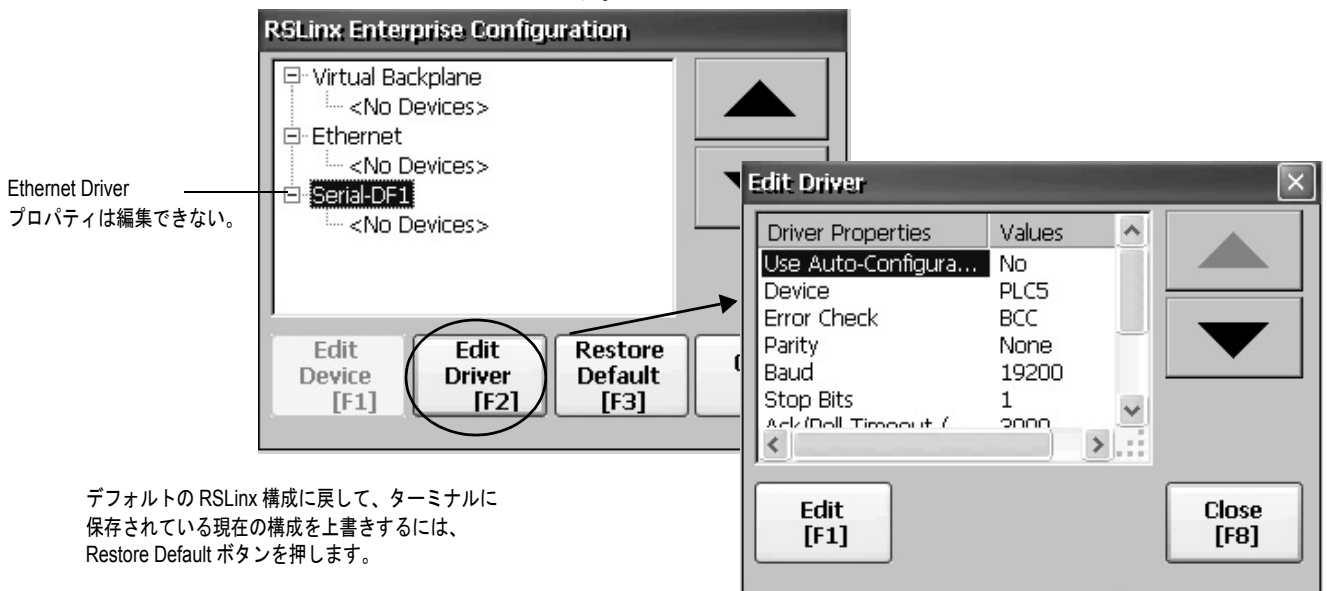 RSLinx Enterprise Configuration
Virtual Backplane
<No Devices>
Ethernet
<No Devices>
Serial-DF1
<No Devices>
Ethernet Driver
プロパティは編集できない。
Edit
Device
[F1]
Edit
Driver
[F2]
Restore
Default
[F3]
Edit Driver
Driver Properties Values
Use Auto-Configura... No
Device PLC5
Error Check BCC
Parity None
Baud 19200
Stop Bits 1
Ack/Poll Timeout ( 3000
Edit
[F1]
Close
[F8]
デフォルトの RSLinx 構成に戻して、ターミナルに
保存されている現在の構成を上書きするには、
Restore Default ボタンを押します。